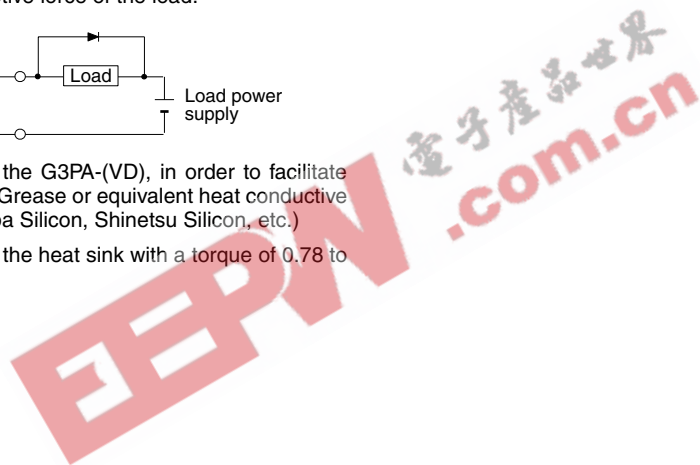 ctive force of the load.
Load
Load power
supply
the G3PA-(VD), in order to facilitate
Grease or equivalent heat conductive
ba Silicon, Shinetsu Silicon, etc.)
the heat sink with a torque of 0.78 to
EEPW
.com.cn
電子產品世界